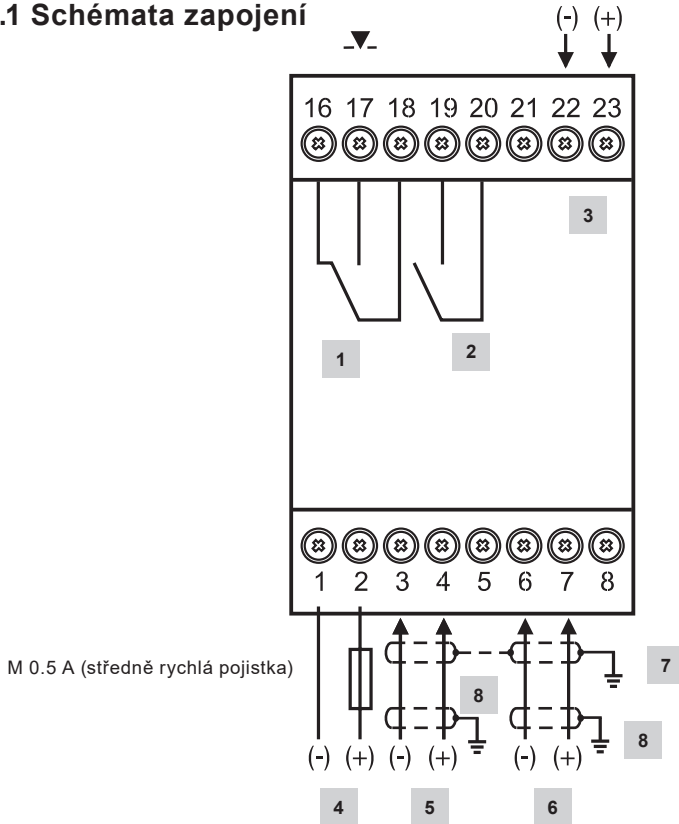 .1 Schémata zapojení
(-) (+)
16 17 18 19 20 21 22 23
3
1
2
1 2 3 4 5 6 7 8
M 0.5 A (středně rychlá pojistka)
7
8
8
(-) (+) (-) (+) (-) (+)
4 5 6